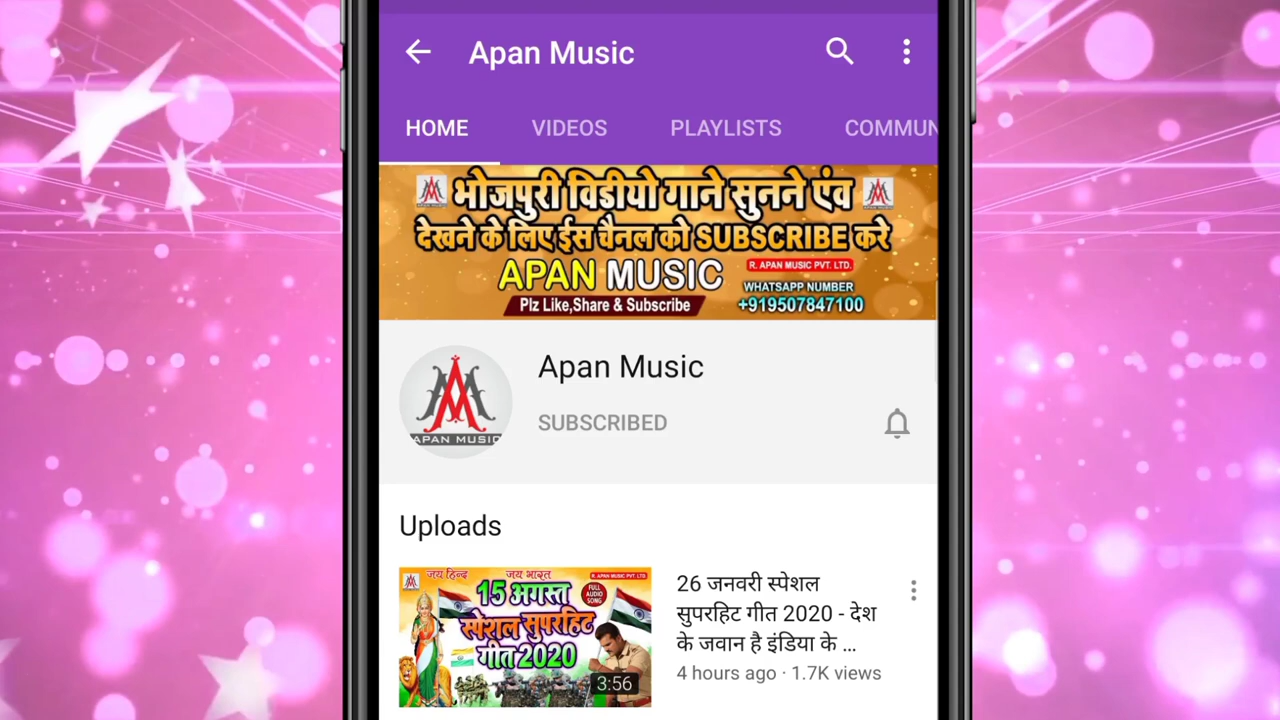 Apan Music
HOME VIDEOS PLAYLISTS COMMUN
भोजपुरी विडीयो गाने सुनने एंव
देखने के लिए ईस चैनल को SUBSCRIBE करे
APAN MUSIC
R. APAN MUSIC PVT. LTD.
WHATSAPP NUMBER
+919507847100
Plz Like,Share & Subscribe
Apan Music
SUBSCRIBED
APAN MUSIC
Uploads
जय हिन्द जय भारत
R. APAN MUSIC PVT. LTD
15 अगस्त
FULL
AUDIO
SONG
स्पेशल सुपरहिट
गीत 2020
3:56
26 जनवरी स्पेशल
सुपरहिट गीत 2020 - देश
के जवान है इंडिया के ...
4 hours ago · 1.7K views